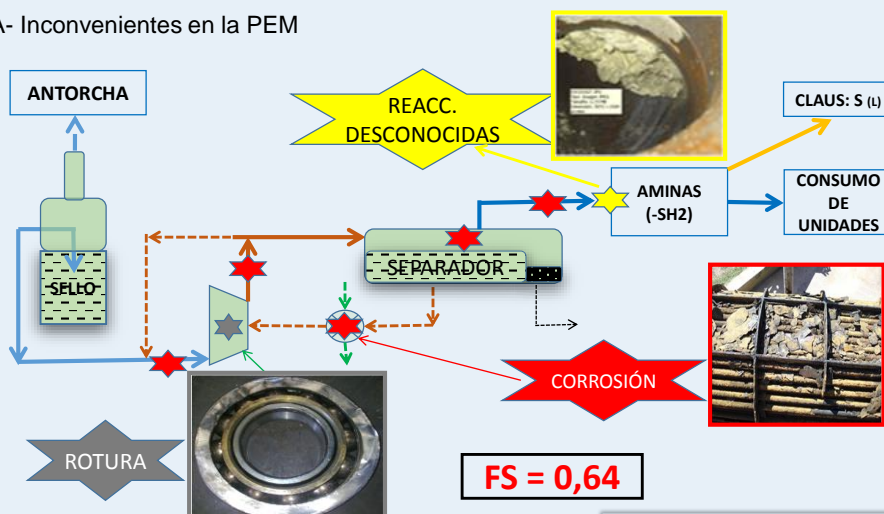 A- Inconvenientes en la PEM
ANTORCHA
REACC.
DESCONOCIDAS
CLAUS: S (L)
AMINAS
(-SH2)
CONSUMO
DE
UNIDADES
SELLO
SEPARADOR
CORROSIÓN
ROTURA
FS = 0,64